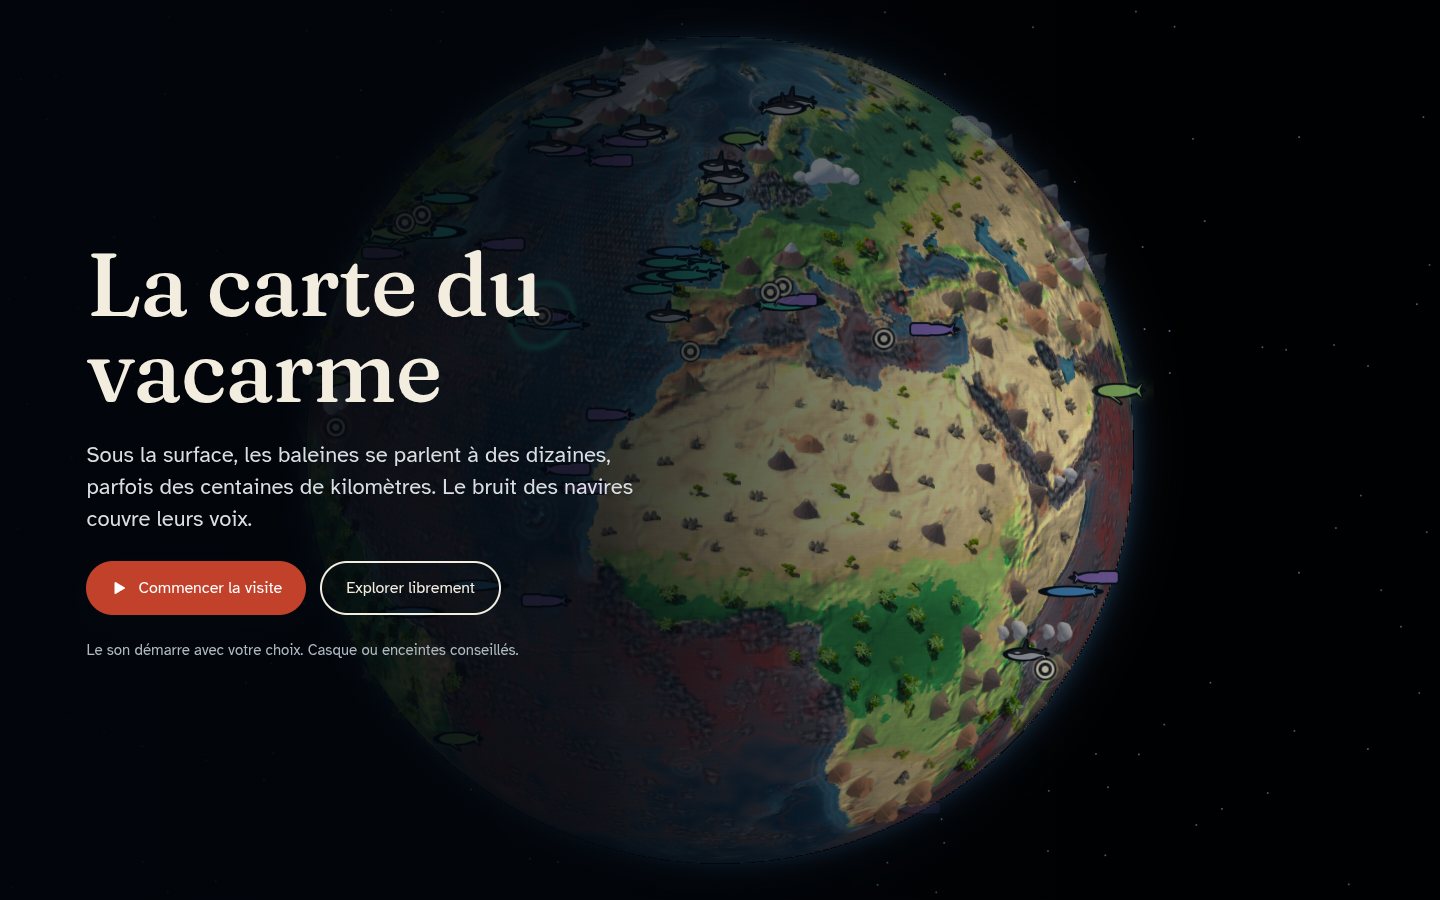 La carte du
vacarme
Sous la surface, les baleines se parlent à des dizaines,
parfois des centaines de kilomètres. Le bruit des navires
couvre leurs voix.
Commencer la visite
Explorer librement
Le son démarre avec votre choix. Casque ou enceintes conseillés.